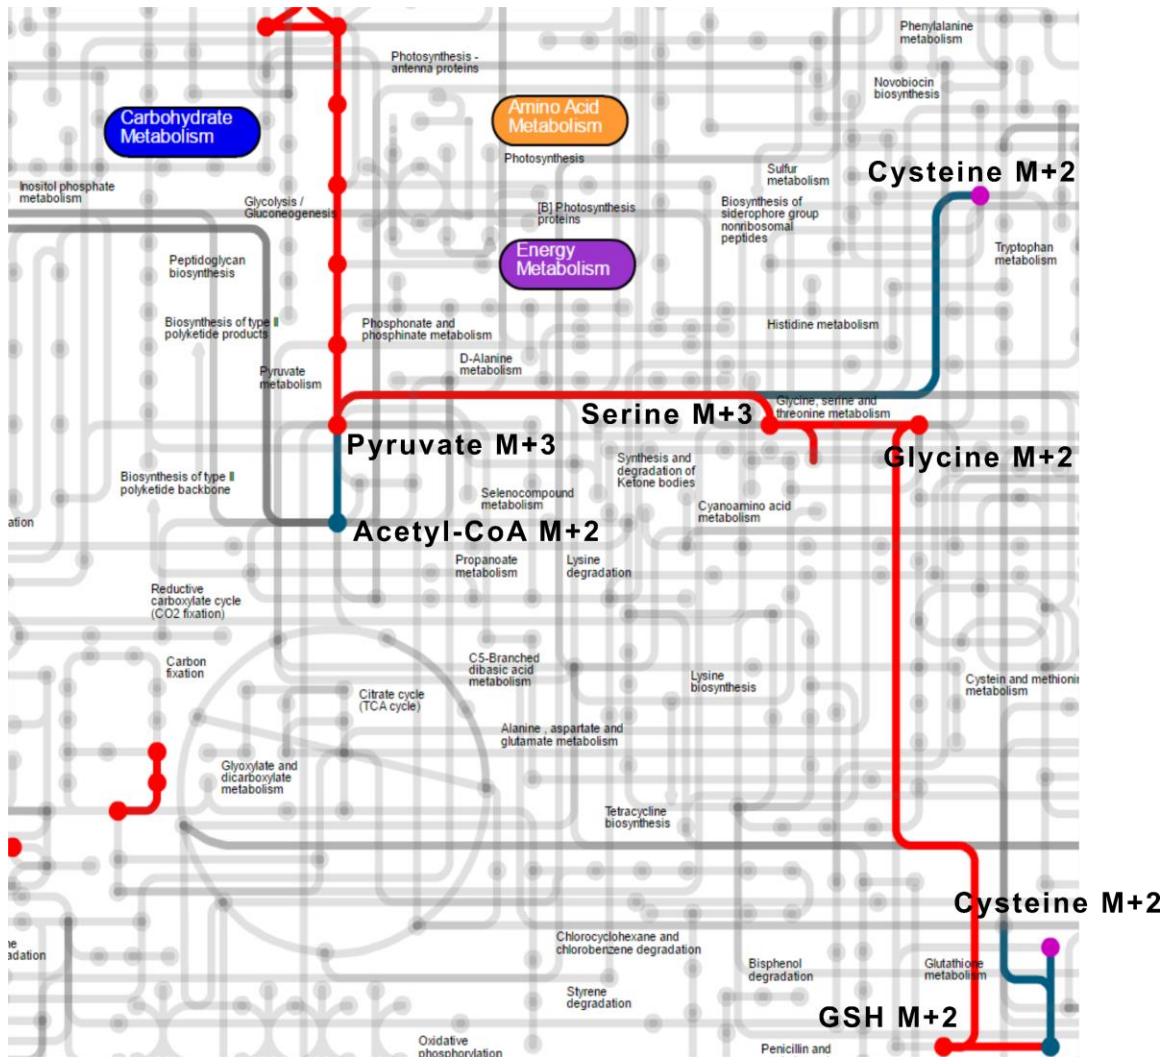 Phenylalanine
metabolism
Photosynthesis -
antenna proteins
Novobiocin
biosynthesis
Carbohydrate
Metabolism
Amino Acid
Metabolism
Photosynthesis
Sulfur
metabolism
Cysteine M+2
Inositol phosphate
metabolism
Glycolysis /
Gluconeogenesis
[B] Photosynthesis
proteins
Biosynthesis of
siderophore group
nonribosomal
peptides
Energy
Metabolism
Tryptophan
metabolism
Peptidoglycan
biosynthesis
Biosynthesis of type II
polyketide products
Phosphonate and
phosphinate metabolism
Histidine metabolism
D-Alanine
metabolism
Pyruvate
metabolism
Glycine, serine and
threonine metabolism
Serine M+3
Pyruvate M+3
Glycine M+2
Synthesis and
degradation of
Ketone bodies
Biosynthesis of type II
polyketide backbone
Selenocompound
metabolism
Cyanoamino acid
metabolism
ation
Acetyl-CoA M+2
Propanoate
metabolism
Lysine
degradation
Reductive
carboxylate cycle
(CO2 fixation)
Carbon
fixation
C5-Branched
dibasic acid
metabolism
Lysine
biosynthesis
Cystein and methionin
metabolism
Citrate cycle
(TCA cycle)
Alanine , aspartate and
glutamate metabolism
Glyoxylate and
dicarboxylate
metabolism
Tetracycline
biosynthesis
Cysteine M+2
ne
adation
Chlorocyclohexane and
chlorobenzene degradation
Bisphenol
degradation
Glutathione
metabolism
Styrene
degradation
GSH M+2
Oxidative
phosphorylation
Penicillin and